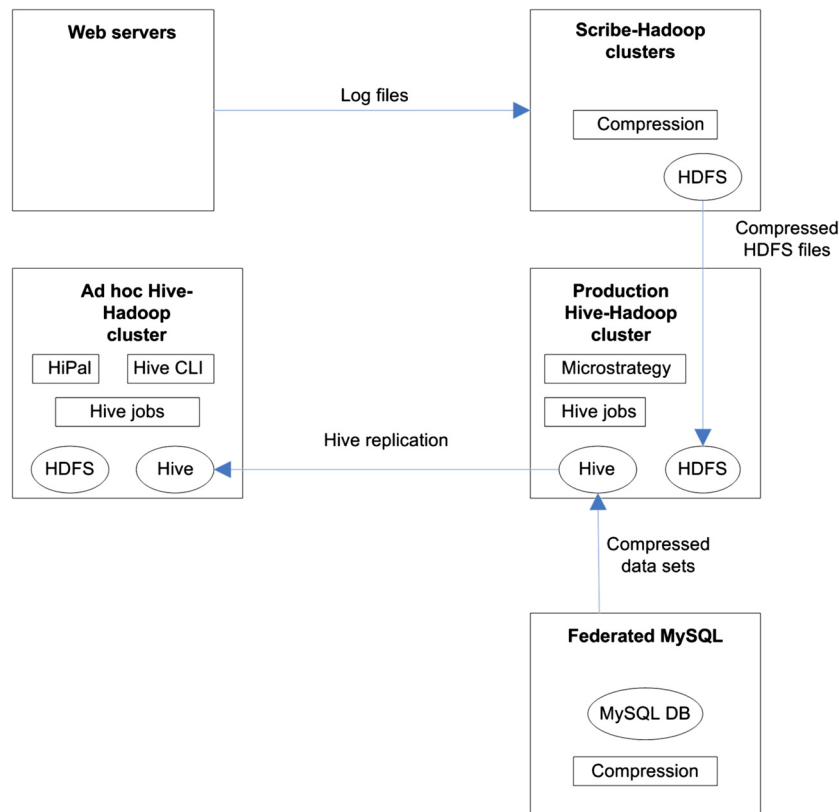 Web servers
Log files
Scribe-Hadoop
clusters
Compression
HDFS
Compressed
HDFS files
Ad hoc Hive-
Hadoop
cluster
HiPal
Hive CLI
Hive jobs
HDFS
Hive
Hive replication
Production
Hive-Hadoop
cluster
Microstrategy
Hive jobs
Hive
HDFS
Compressed
data sets
Federated MySQL
MySQL DB
Compression